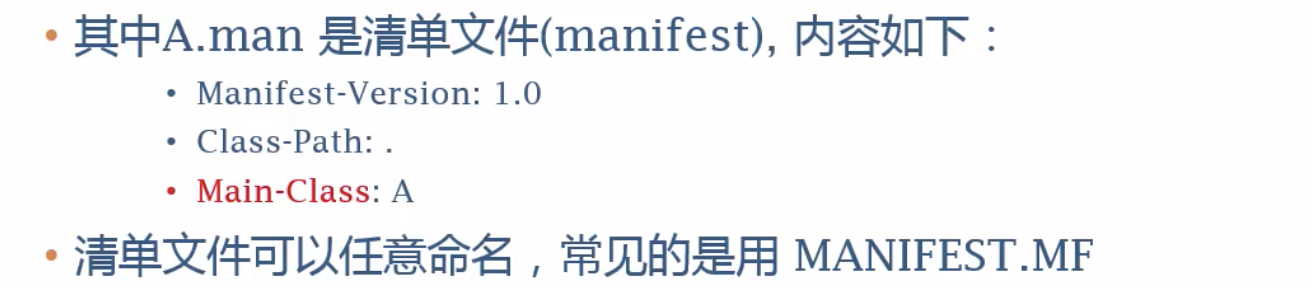 • 其中A.man 是清单文件(manifest), 内容如下：
• Manifest-Version: 1.0
• Class-Path: .
• Main-Class: A
• 清单文件可以任意命名，常见的是用 MANIFEST.MF